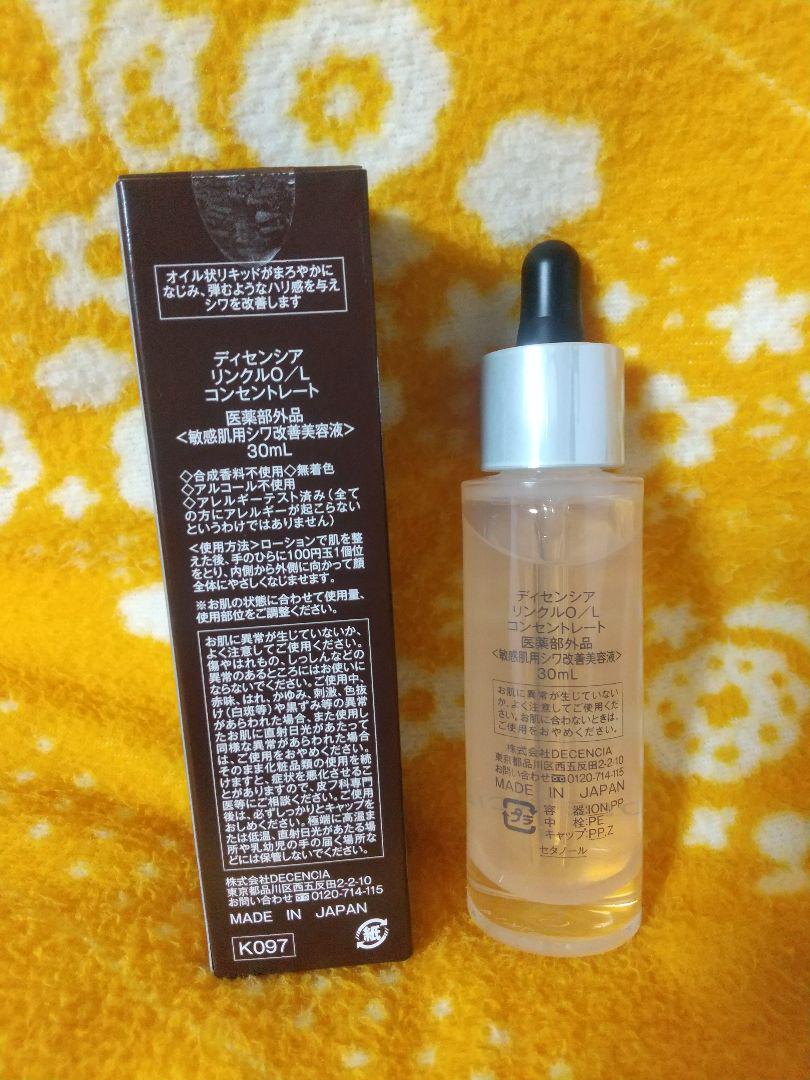 オイル状リキッドがまろやかに
なじみ、弾むようなハリ感を与え
シワを改善します
ディセンシア
リンクルO/L
コンセントレート
医薬部外品
<敏感肌用シワ改善美容液>
30mL
◇合成香料不使用◇無着色
◇アルコール不使用
◇アレルギーテスト済み(全て
の方にアレルギーが起こらない
というわけではありません)
<使用方法>ローションで肌を整
えた後、手のひらに100円玉1個位
をとり、内側から外側に向かって顔
全体にやさしくなじませます。
※お肌の状態に合わせて使用量、
使用部位をご調整ください。
お肌に異常が生じていないか、
よく注意してご使用ください。
傷やはれもの、しっしんなどの
異常のあるところにはお使いに
ならないでください。ご使用中、
赤味、はれ、かゆみ、刺激、色抜
け(白斑等)や黒ずみ等の異常
があらわれた場合、また使用し
たお肌に直射日光があたって
同様な異常があらわれた場合
は、ご使用をおやめください。
そのまま化粧品類の使用を続
けますと、症状を悪化させるこ
とがありますので、皮フ科専門
医等にご相談ください。ご使用
後は、必ずしっかりとキャップを
おしめください。極端に高温ま
たは低温、直射日光があたる場
所や乳幼児の手の届く場所な
どには保管しないでください。
株式会社DECENCIA
東京都品川区西五反田2-2-10
お問い合わせ 0120-714-115
MADE IN JAPAN
K097
紙
ディセンシア
リンクルO/L
コンセントレート
医薬部外品
<敏感肌用シワ改善美容液>
30mL
お肌に異常が生じていない
か、よく注意してご使用くだ
さい。お肌に合わないときは、
ご使用をおやめください。
株式会社DECENCIA
東京都品川区西五反田2-2-10
お問い合わせ 0120-714-115
MADE IN JAPAN
プラ
容 器:ION,PP
中 栓:PE
キャップ:PP,Z
セタノール